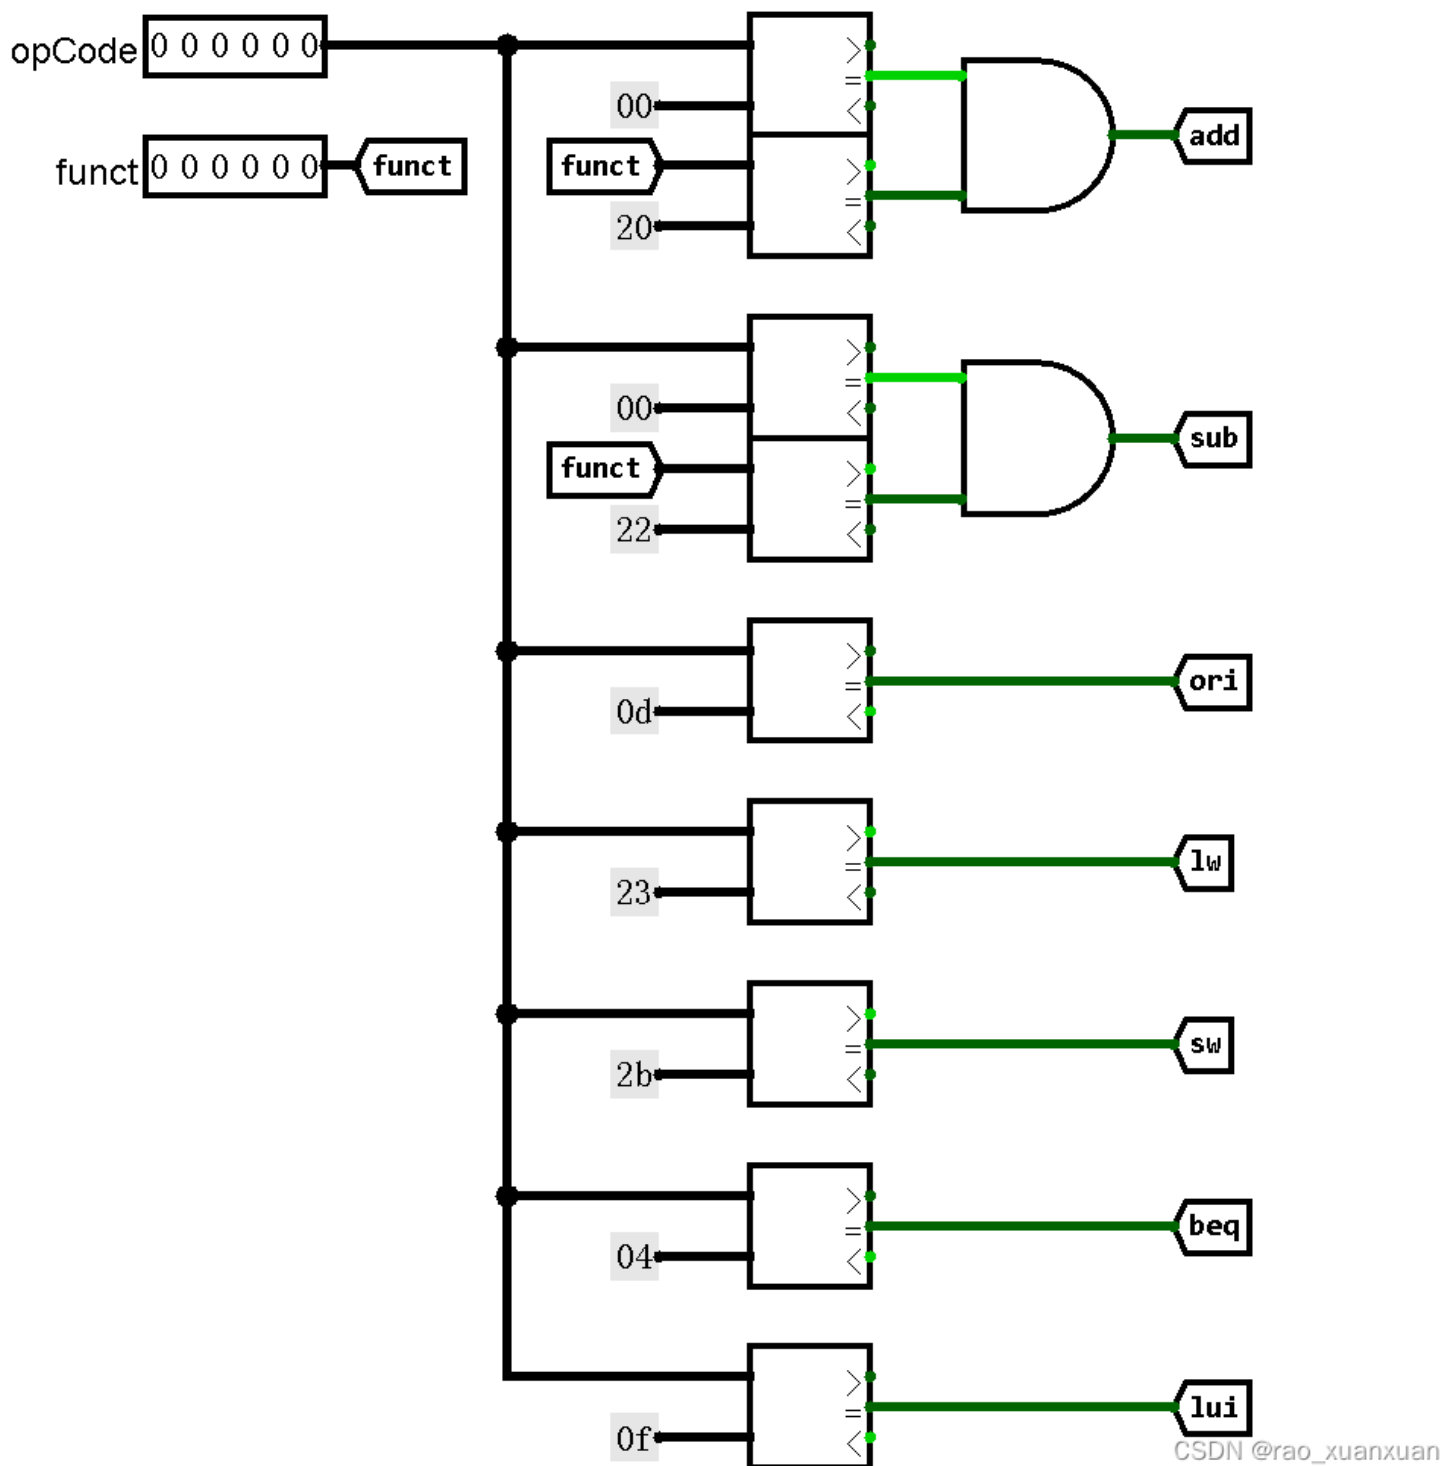 opCode 0 0 0 0 0 0
> = <
00
add
funct 0 0 0 0 0 0 funct
funct
> = <
20
> = <
00
sub
funct
> = <
22
> = <
ori
0d
> = <
lw
23
> = <
sw
2b
> = <
beq
04
> = <
lui
0f
CSDN @rao_xuanxuan